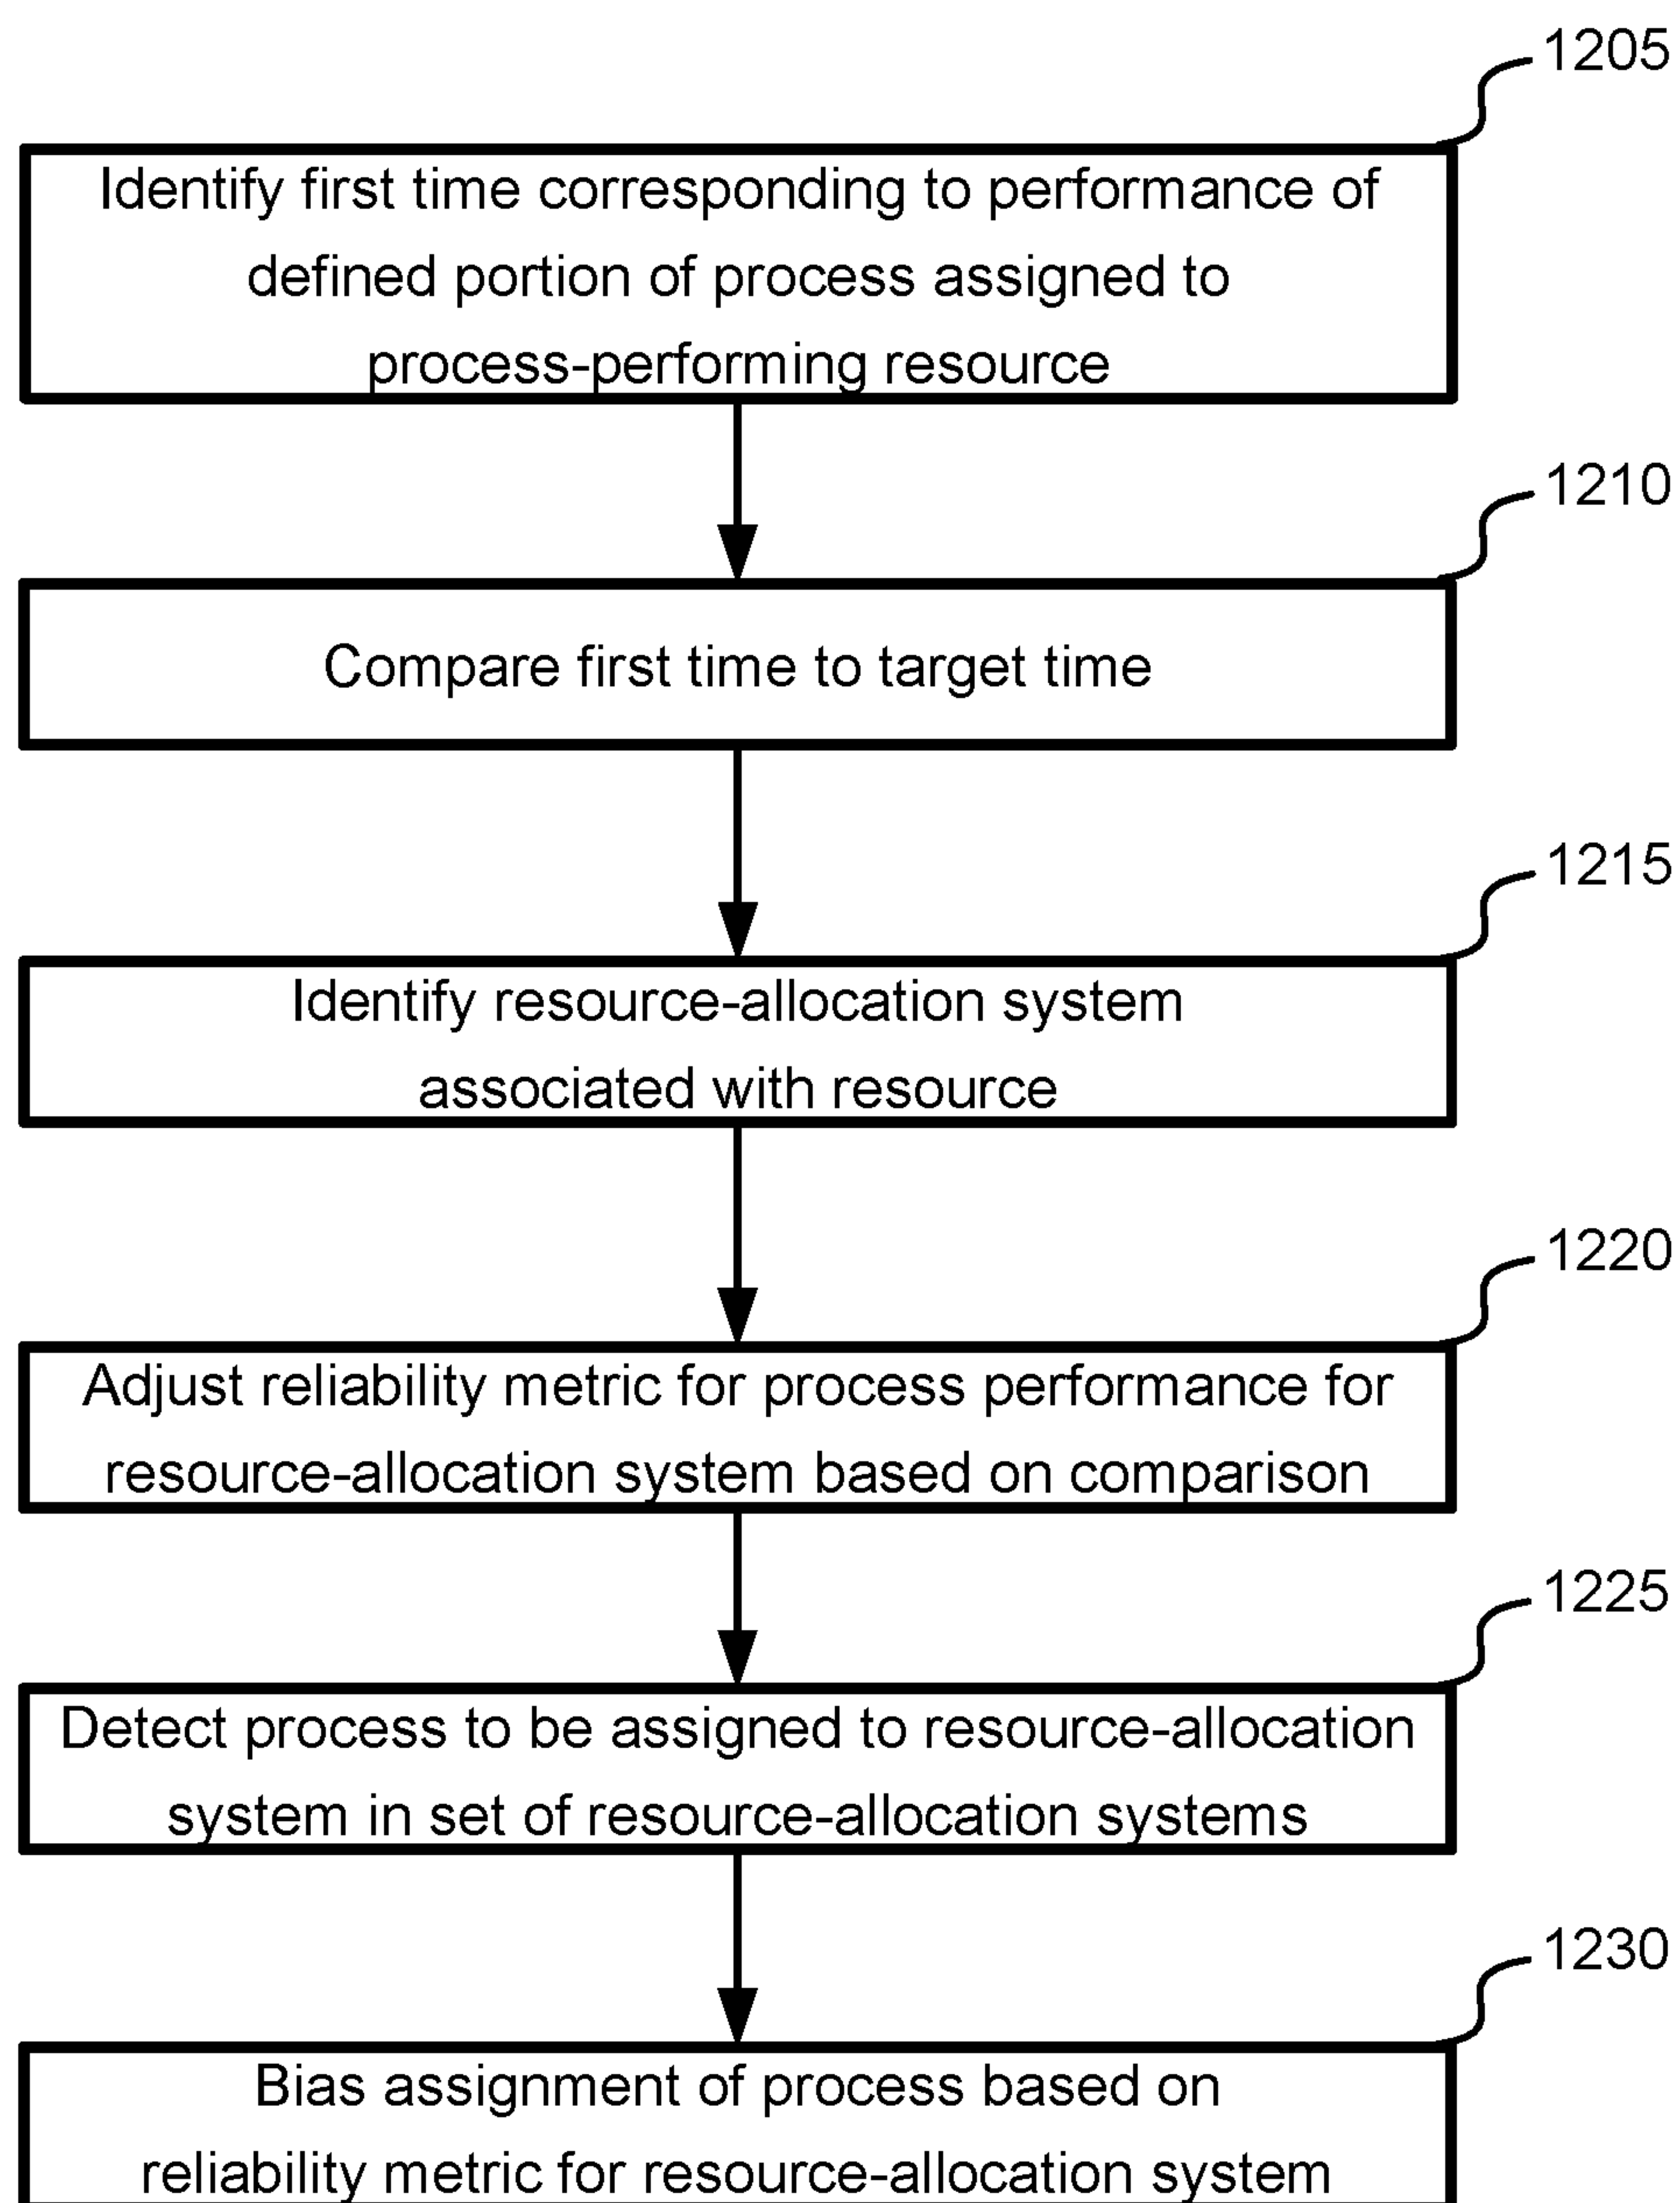 1205
Identify first time corresponding to performance of
defined portion of process assigned to
process-performing resource
1210
Compare first time to target time
1215
Identify resource-allocation system
associated with resource
1220
Adjust reliability metric for process performance for
resource-allocation system based on comparison
1225
Detect process to be assigned to resource-allocation
system in set of resource-allocation systems
1230
Bias assignment of process based on
reliability metric for resource-allocation system